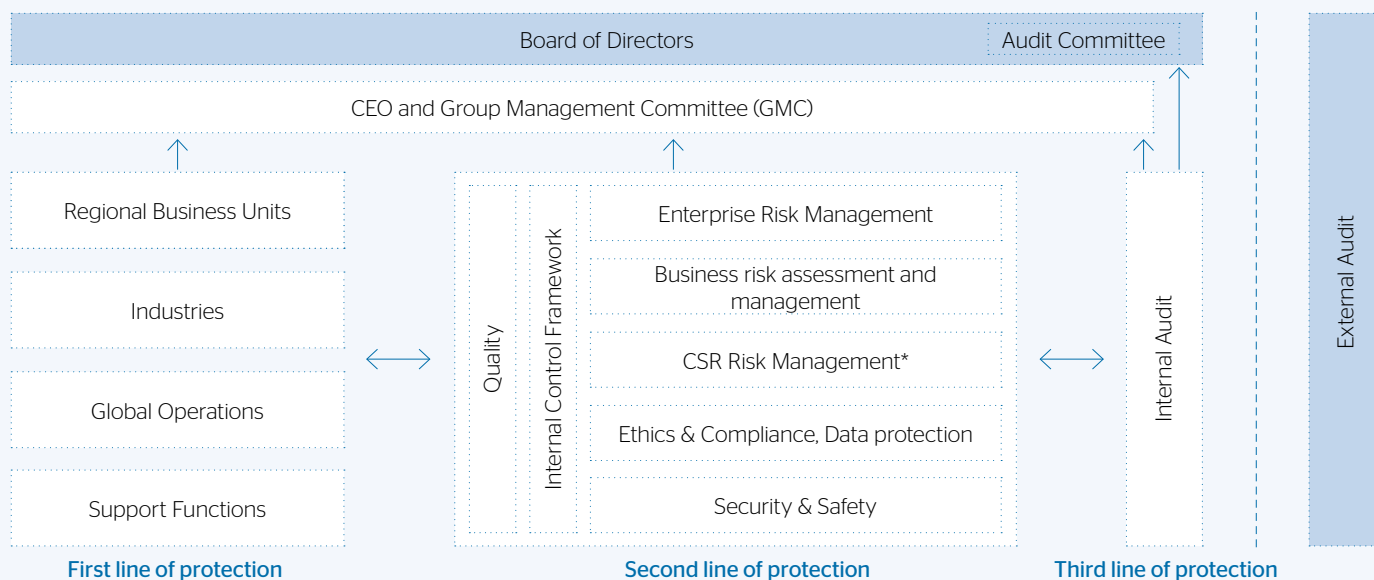 Board of Directors
Audit Committee
CEO and Group Management Committee (GMC)
Regional Business Units
Industries
Global Operations
Support Functions
Quality
Internal Control Framework
Enterprise Risk Management
Business risk assessment and
management
CSR Risk Management*
Ethics & Compliance, Data protection
Security & Safety
Internal Audit
External Audit
First line of protection
Second line of protection
Third line of protection